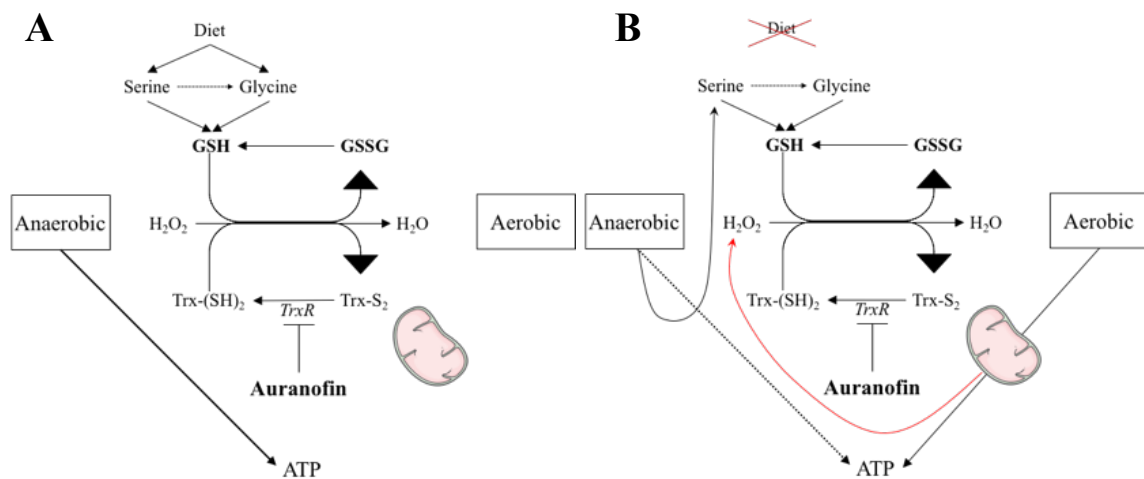 A
Diet
Serine
Glycine
GSH
GSSG
Anaerobic
H₂O₂
H₂O
Aerobic
Trx-(SH)₂
Trx-S₂
TrxR
Auranofin
ATP
B
Diet
Serine
Glycine
GSH
GSSG
Anaerobic
H₂O₂
H₂O
Aerobic
Trx-(SH)₂
Trx-S₂
TrxR
Auranofin
ATP